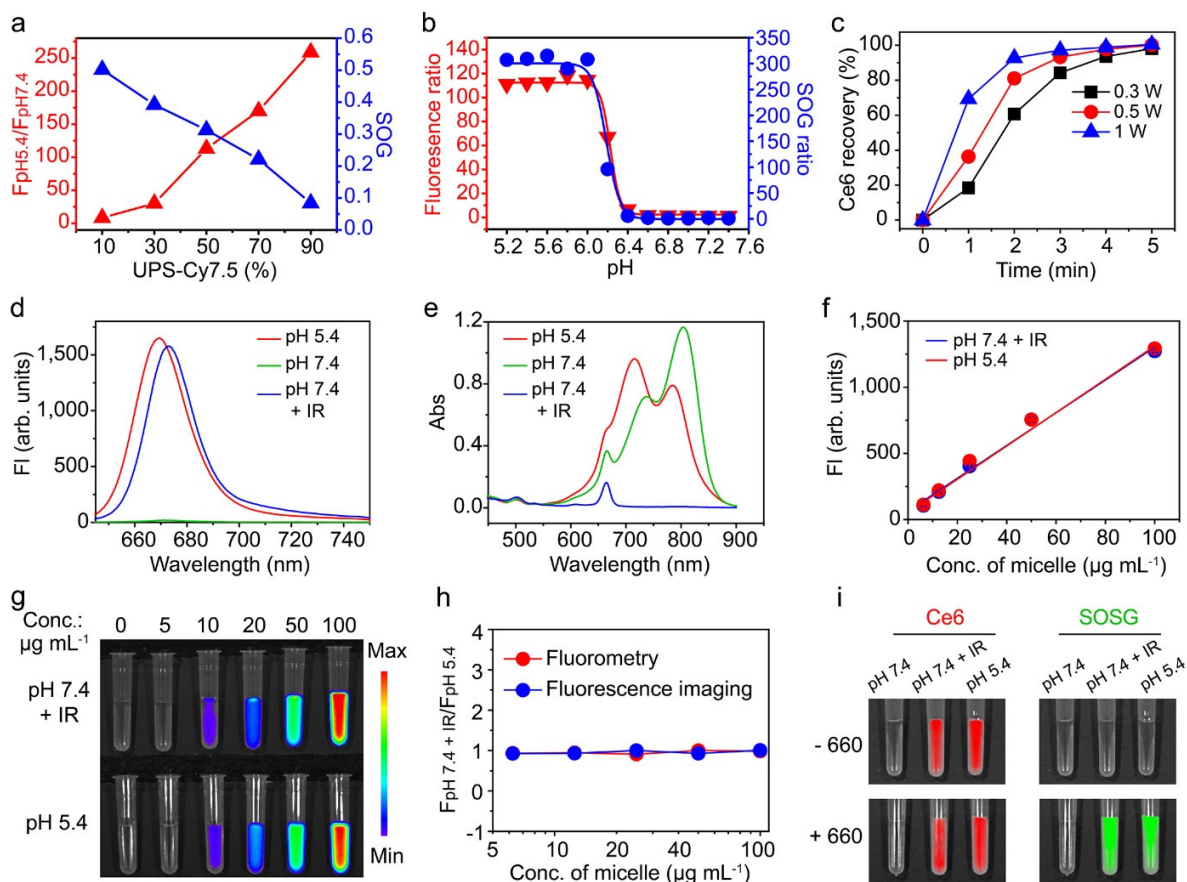 a
250
200
150
100
50
0
FpH5.4/FpH7.4
0.6
0.5
0.4
0.3
0.2
0.1
0.0
SOG
10 30 50 70 90
UPS-Cy7.5 (%)
b
140
120
100
80
60
40
20
0
Fluorescence ratio
350
300
250
200
150
100
50
0
SOG ratio
5.2 5.6 6.0 6.4 6.8 7.2 7.6
pH
c
100
80
60
40
20
0
Ce6 recovery (%)
0.3 W
0.5 W
1 W
0 1 2 3 4 5
Time (min)
d
1,500
1,000
500
0
FI (arb. units)
pH 5.4
pH 7.4
pH 7.4
+ IR
660 680 700 720 740
Wavelength (nm)
e
1.2
0.8
0.4
0.0
Abs
pH 5.4
pH 7.4
pH 7.4
+ IR
500 600 700 800 900
Wavelength (nm)
f
1,500
1,000
500
0
FI (arb. units)
pH 7.4 + IR
pH 5.4
0 20 40 60 80 100
Conc. of micelle (µg mL-1)
g
Conc.: 0 5 10 20 50 100
µg mL-1
pH 7.4
+ IR
pH 5.4
Max
Min
h
4
3
2
1
0
-1
FpH 7.4 + IR/FpH 5.4
Fluorometry
Fluorescence imaging
5 10 20 40 80
Conc. of micelle (µg mL-1)
i
Ce6 SOSG
pH 7.4 pH 7.4 + IR pH 5.4 pH 7.4 pH 7.4 + IR pH 5.4
- 660
+ 660